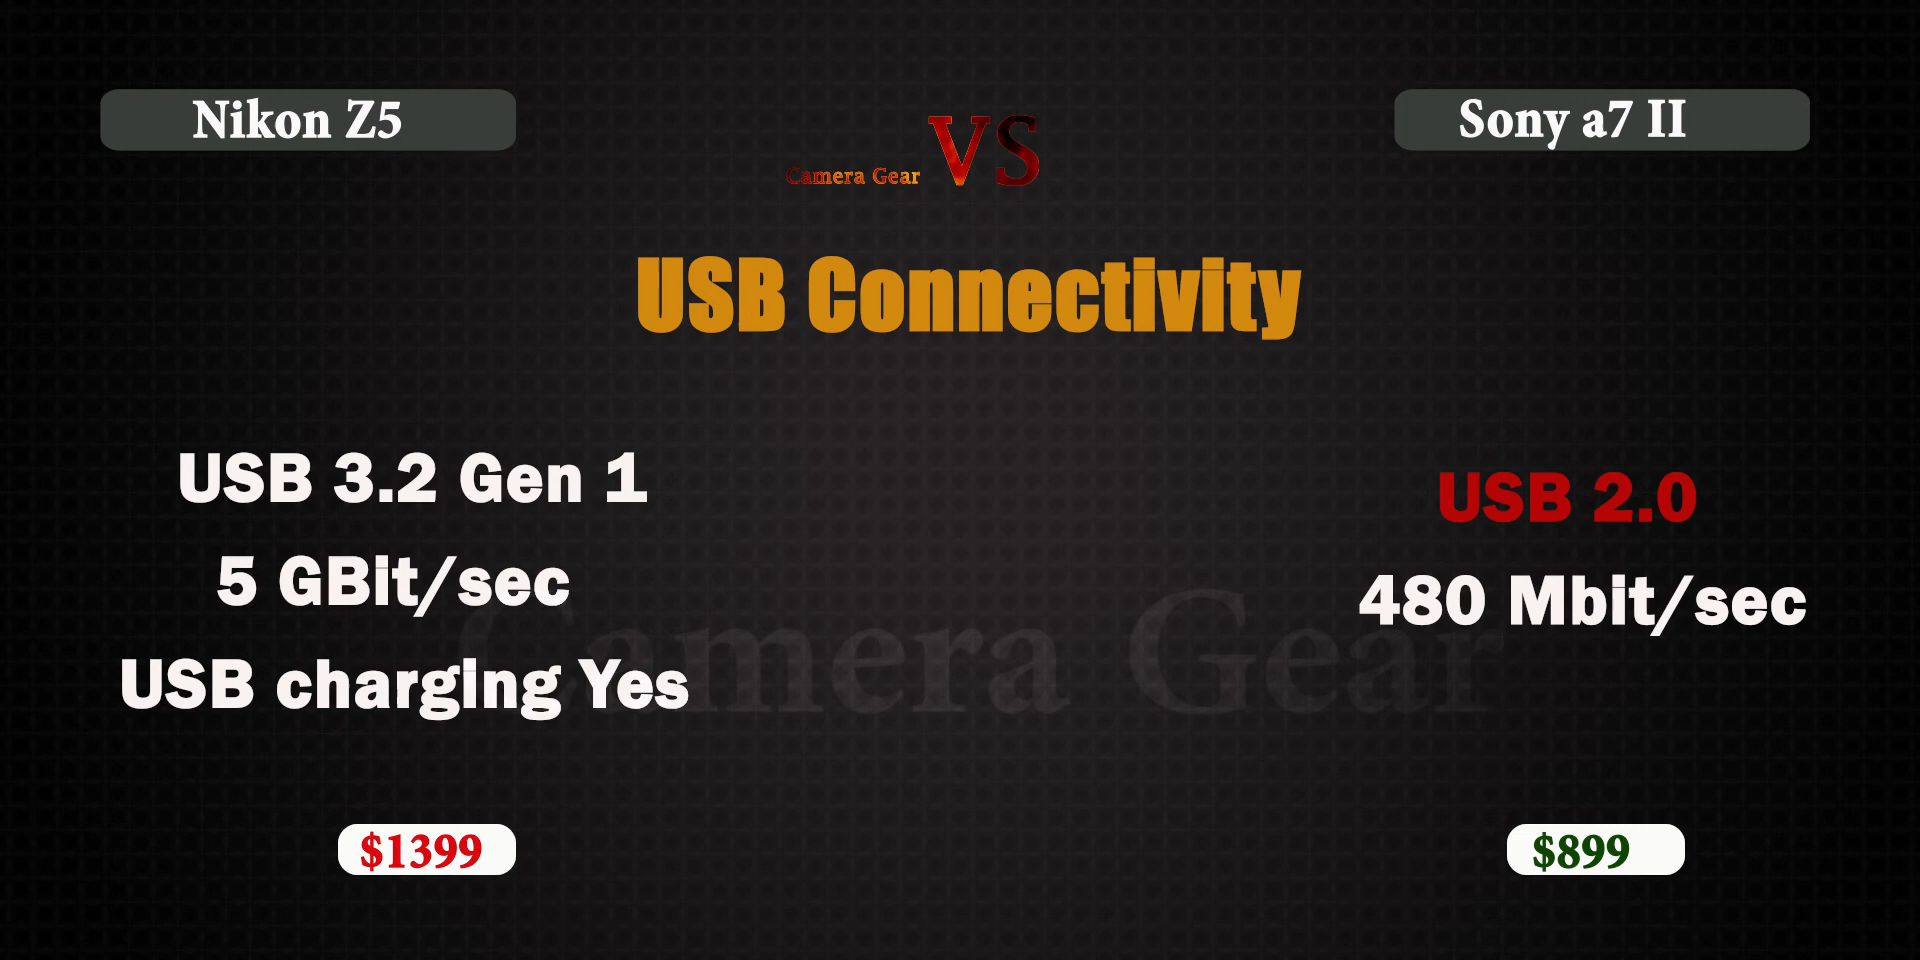 Nikon Z5
Camera Gear VS
Sony a7 II
USB Connectivity
USB 3.2 Gen 1
5 GBit/sec
USB charging Yes
USB 2.0
480 Mbit/sec
Camera Gear
$1399
$899